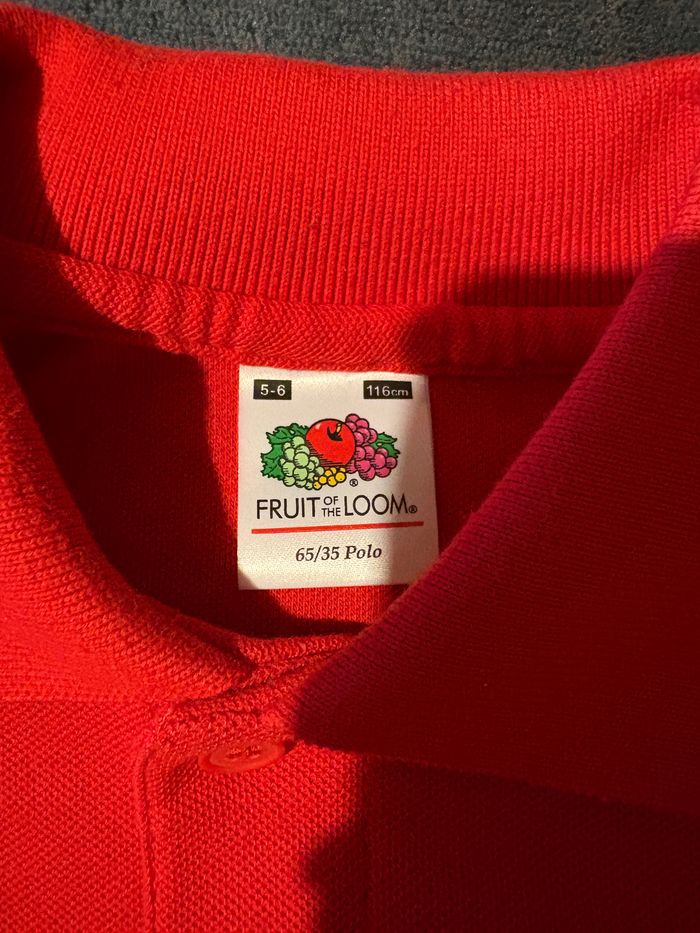 5-6 116cm
®
FRUIT OF THE LOOM®
65/35 Polo